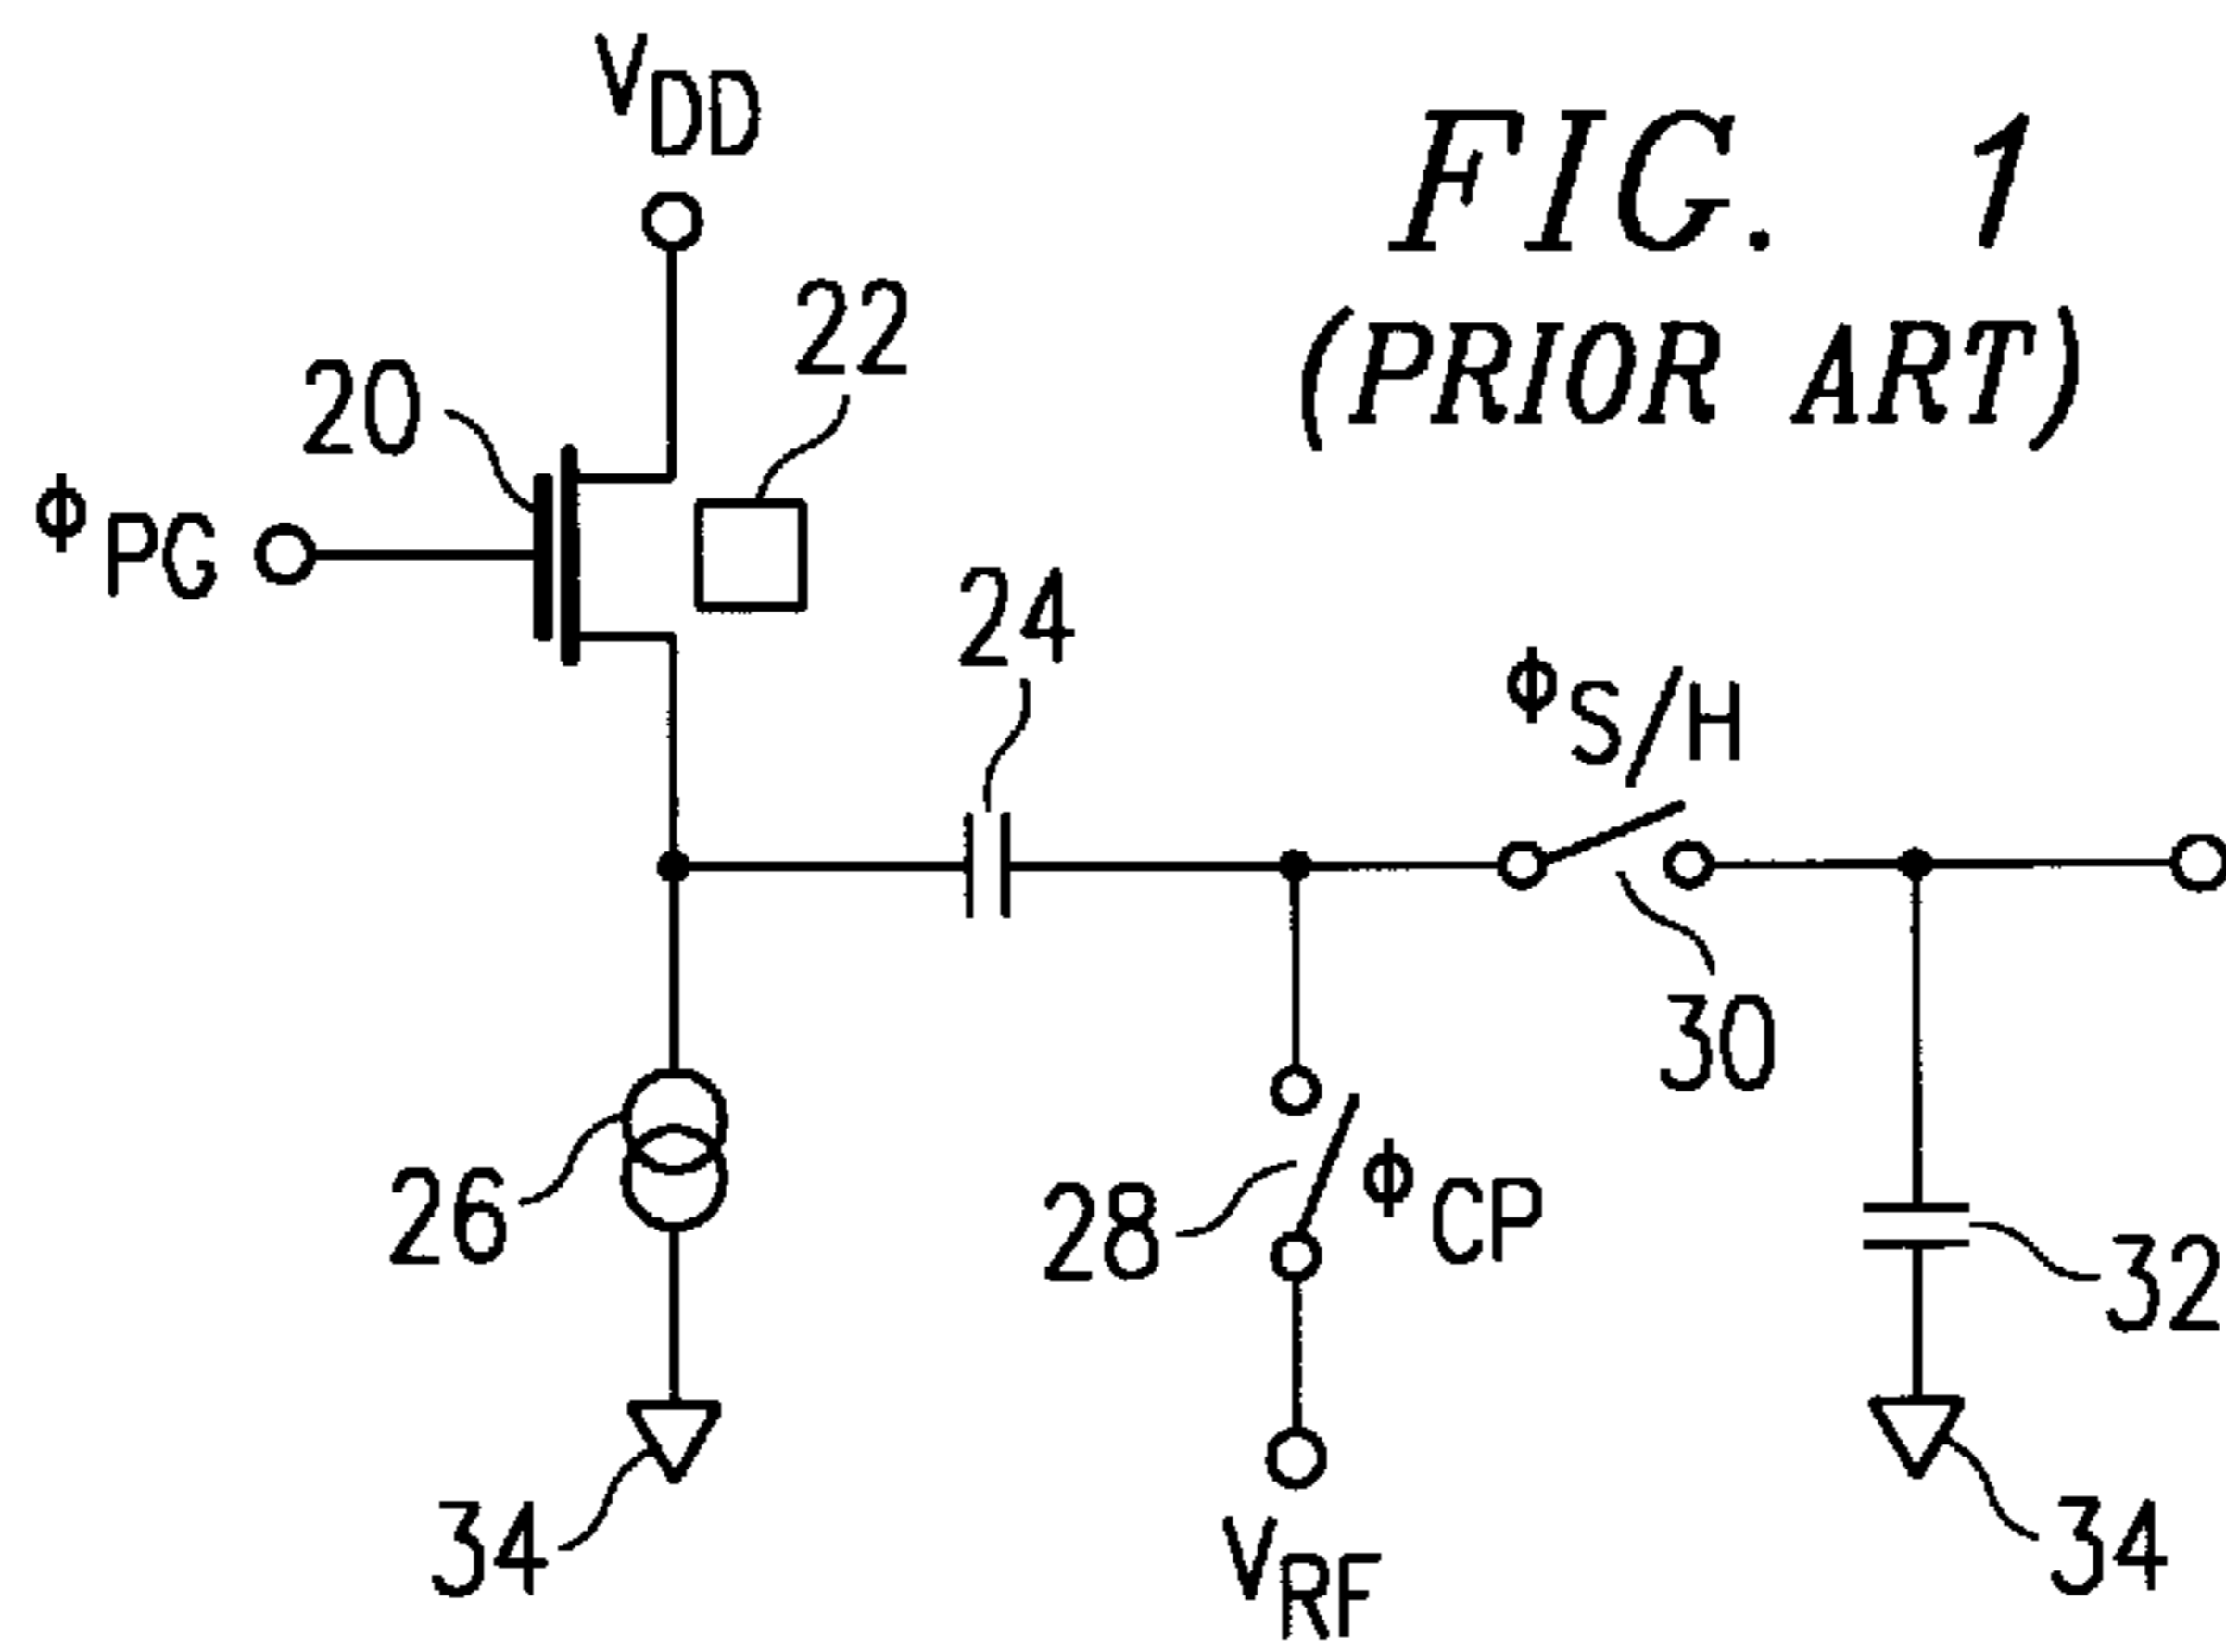 V_DD
FIG. 1
(PRIOR ART)
22
20
Φ_PG
24
Φ_S/H
30
26
28
Φ_CP
32
34
34
V_RF